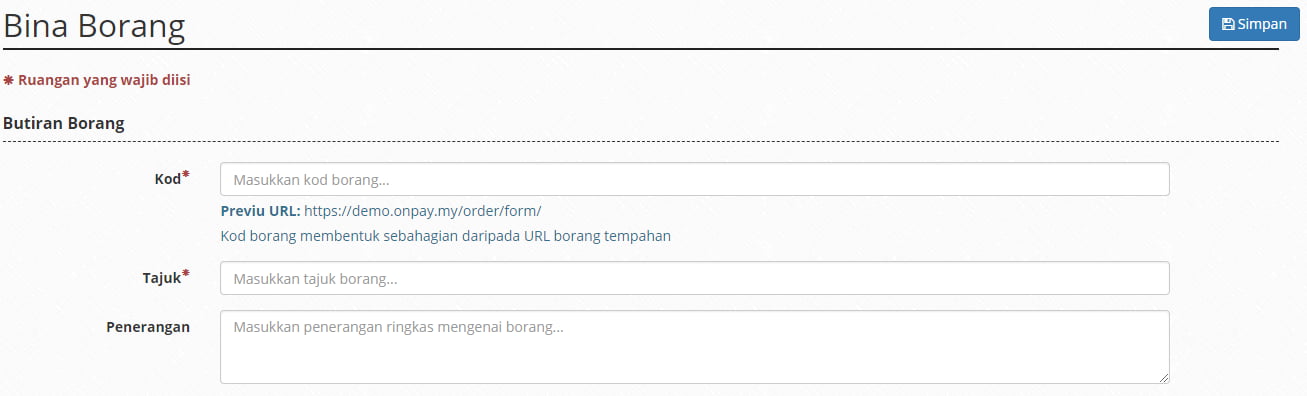 Bina Borang
Simpan
✱ Ruangan yang wajib diisi
Butiran Borang
Kod✱
Masukkan kod borang...
Previu URL: https://demo.onpay.my/order/form/
Kod borang membentuk sebahagian daripada URL borang tempahan
Tajuk✱
Masukkan tajuk borang...
Penerangan
Masukkan penerangan ringkas mengenai borang...